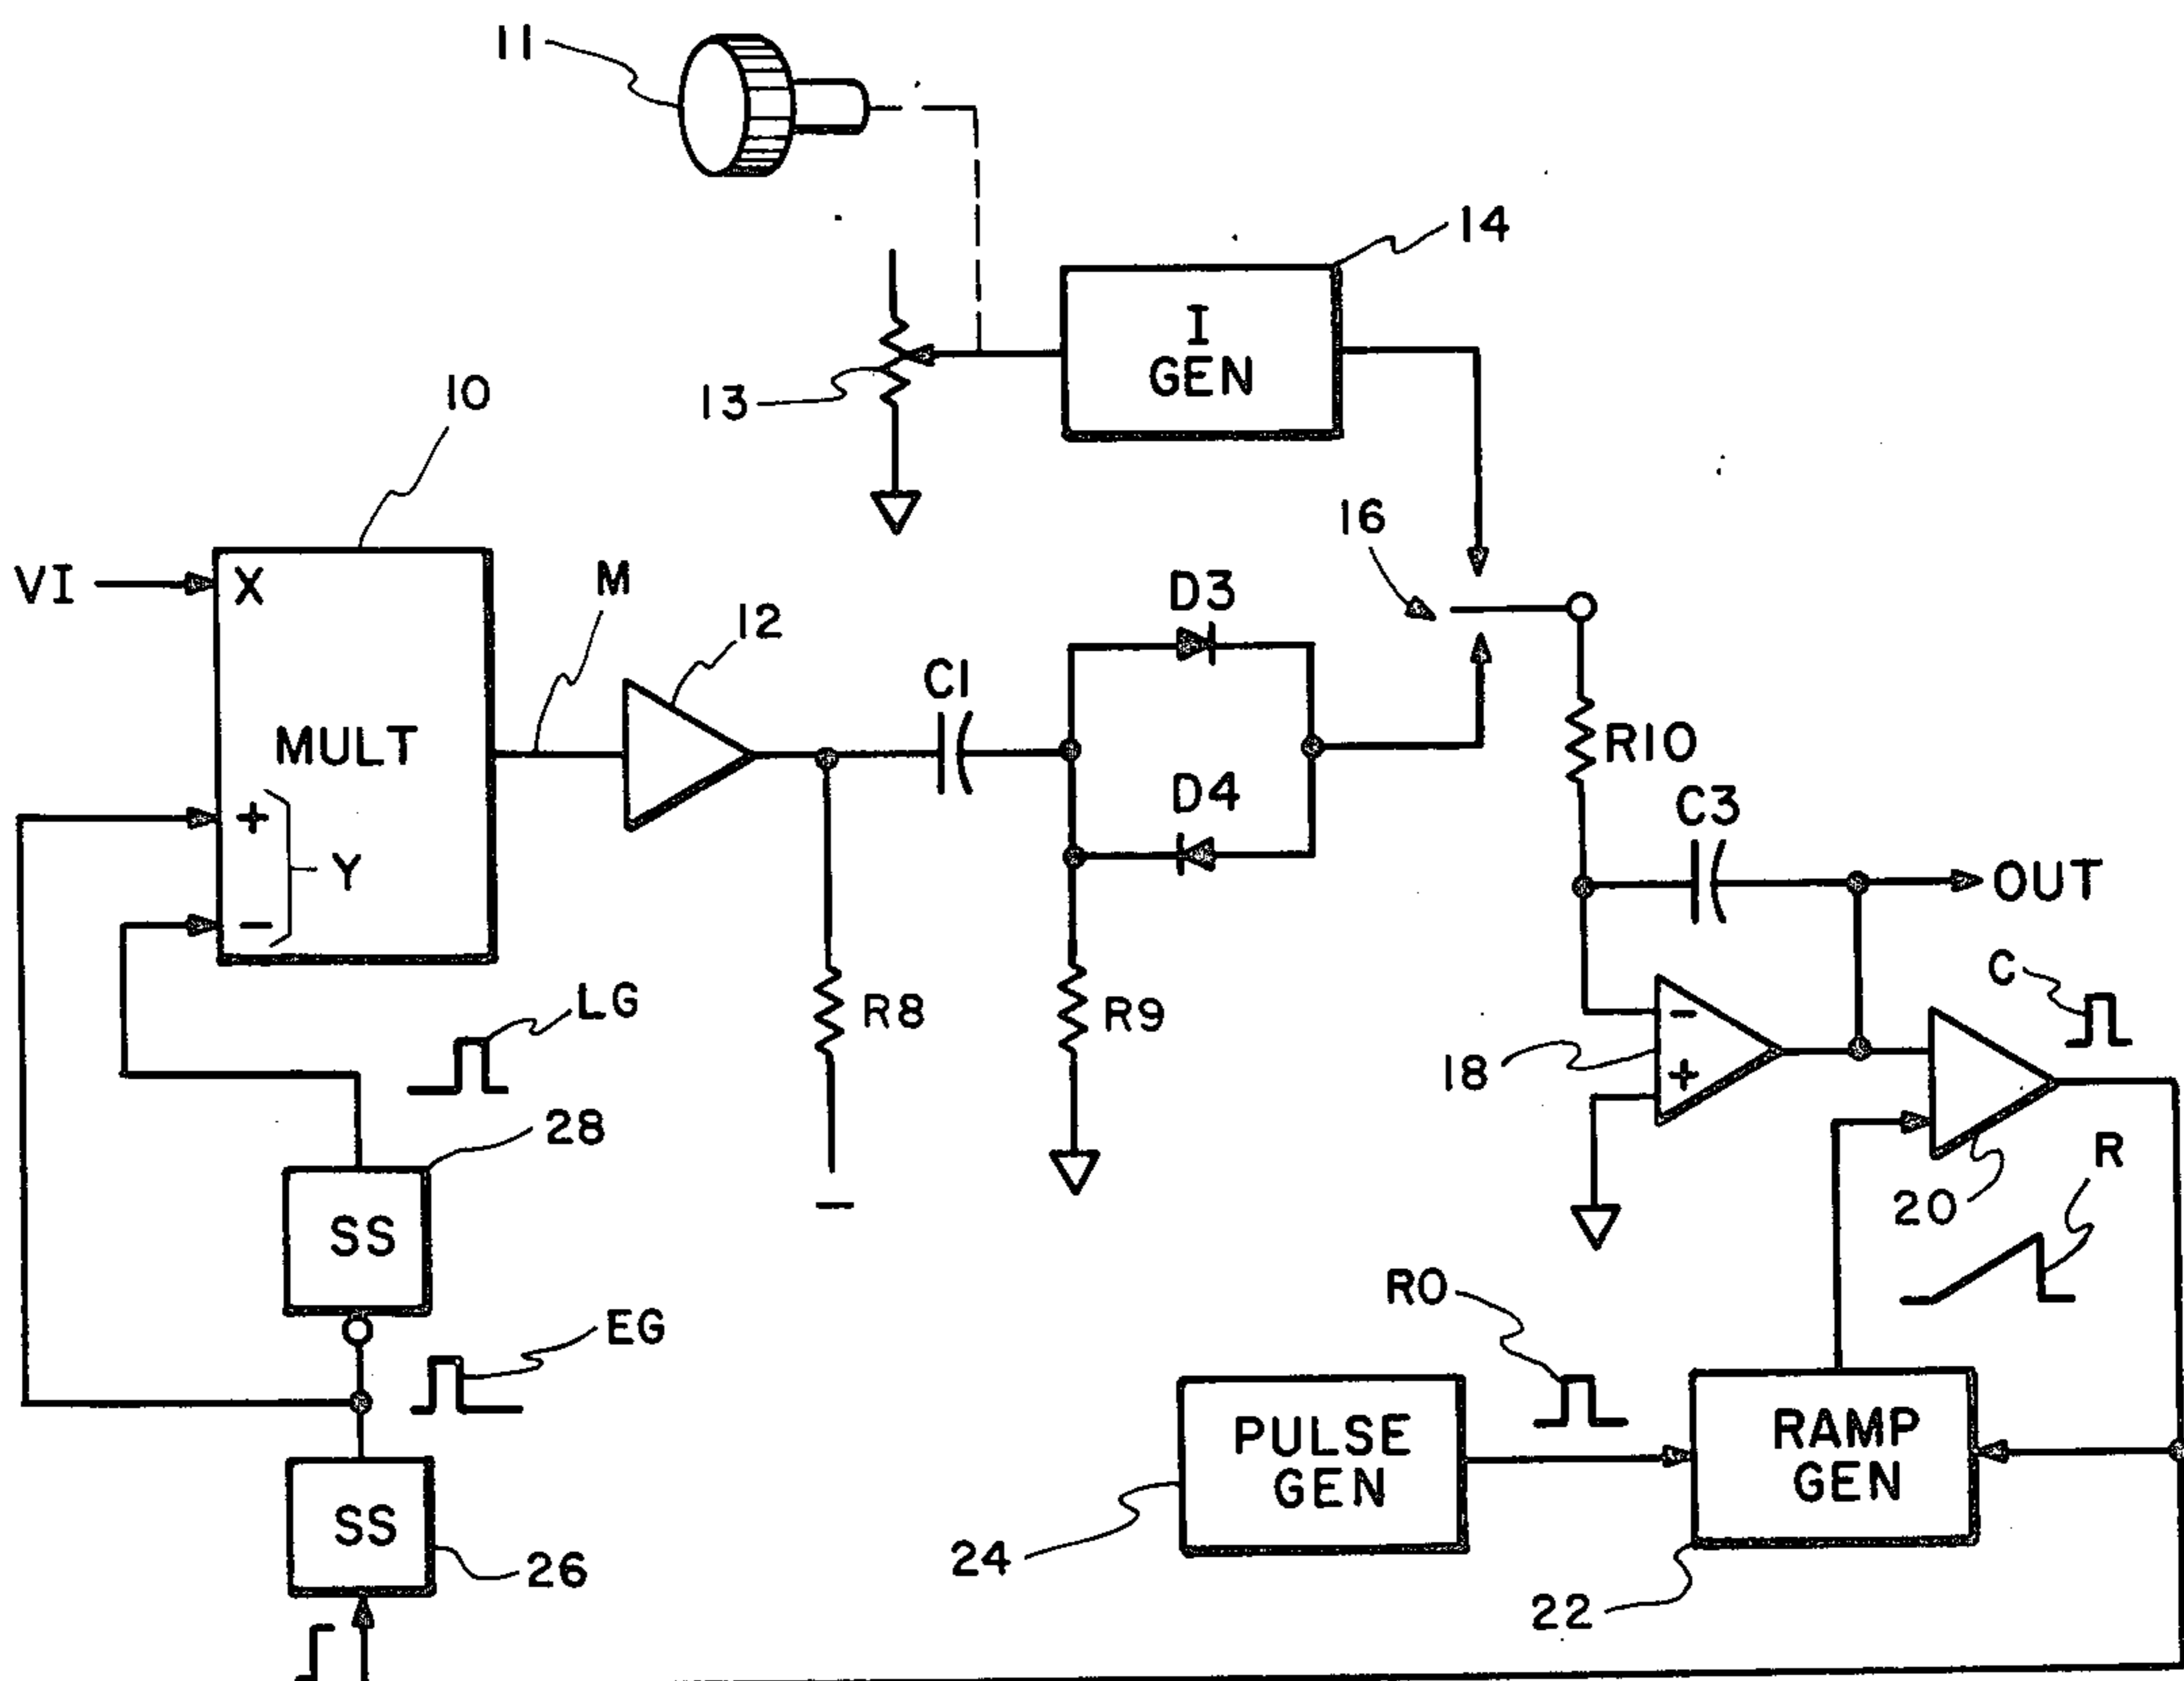 11
14
I
GEN
13
10
16
VI
X
M
12
D3
C1
MULT
R10
D4
C3
+
Y
OUT
−
LG
R8
R9
C
−
18
+
28
R
20
SS
−
RO
EG
PULSE
GEN
RAMP
GEN
SS
24
26
22